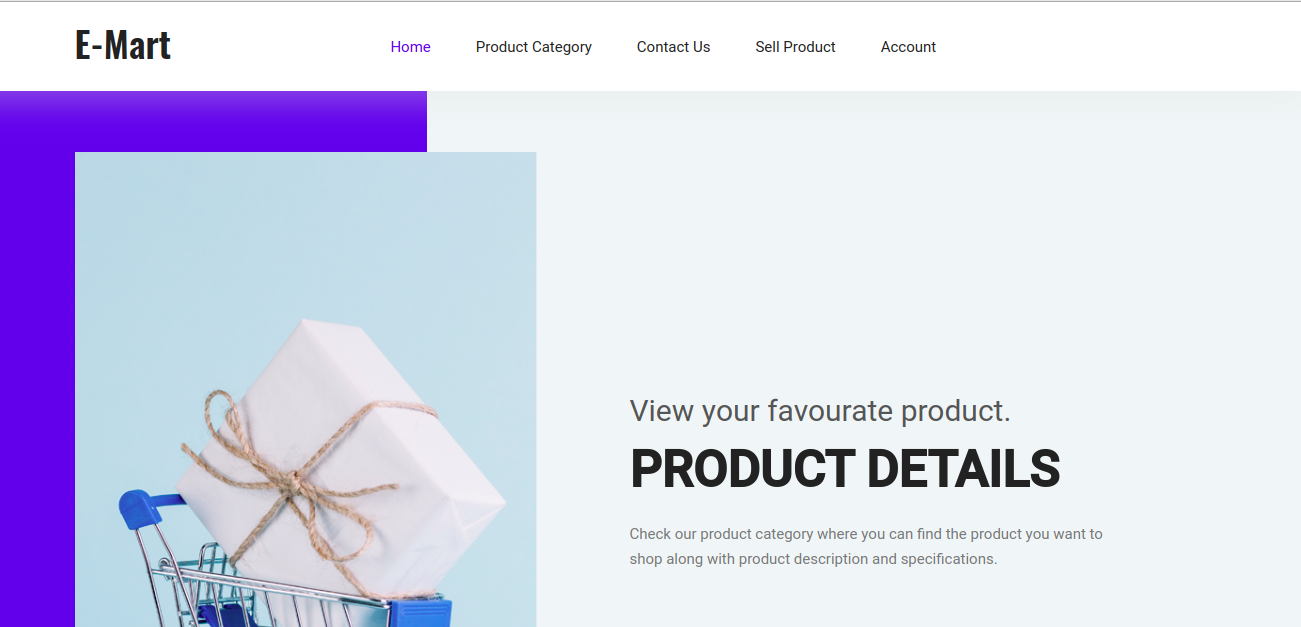 E-Mart
Home Product Category Contact Us Sell Product Account
View your favourate product.
PRODUCT DETAILS
Check our product category where you can find the product you want to
shop along with product description and specifications.